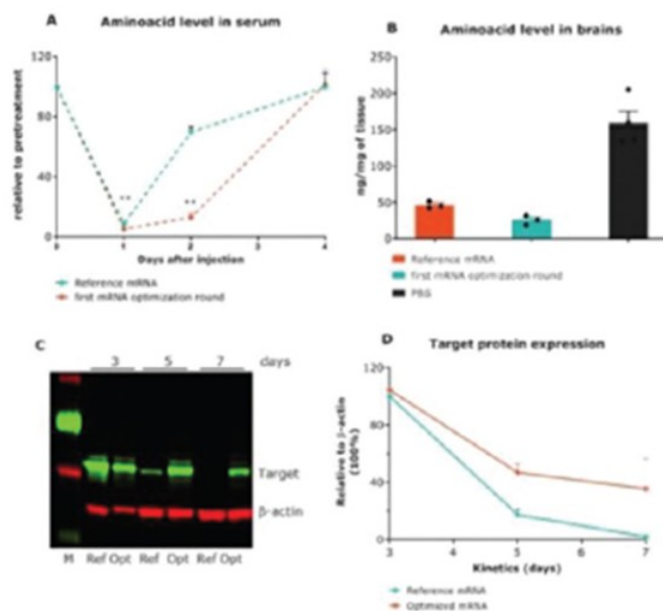 A
Aminoacid level in serum
relative to pretreatment
120
80
40
0
**
**
0 1 2 3 4
Days after injection
Reference mRNA
first mRNA optimization round
B
Aminoacid level in brains
ng/mg of tissue
250
200
150
100
50
0
Reference mRNA
first mRNA optimization round
C
3 5 7 days
Target
β-actin
M Ref Opt Ref Opt Ref Opt
D
Target protein expression
Relative to β-actin
(100%)
120
80
40
0
3 4 5 6 7
Kinetics (days)
Reference mRNA
Optimized mRNA